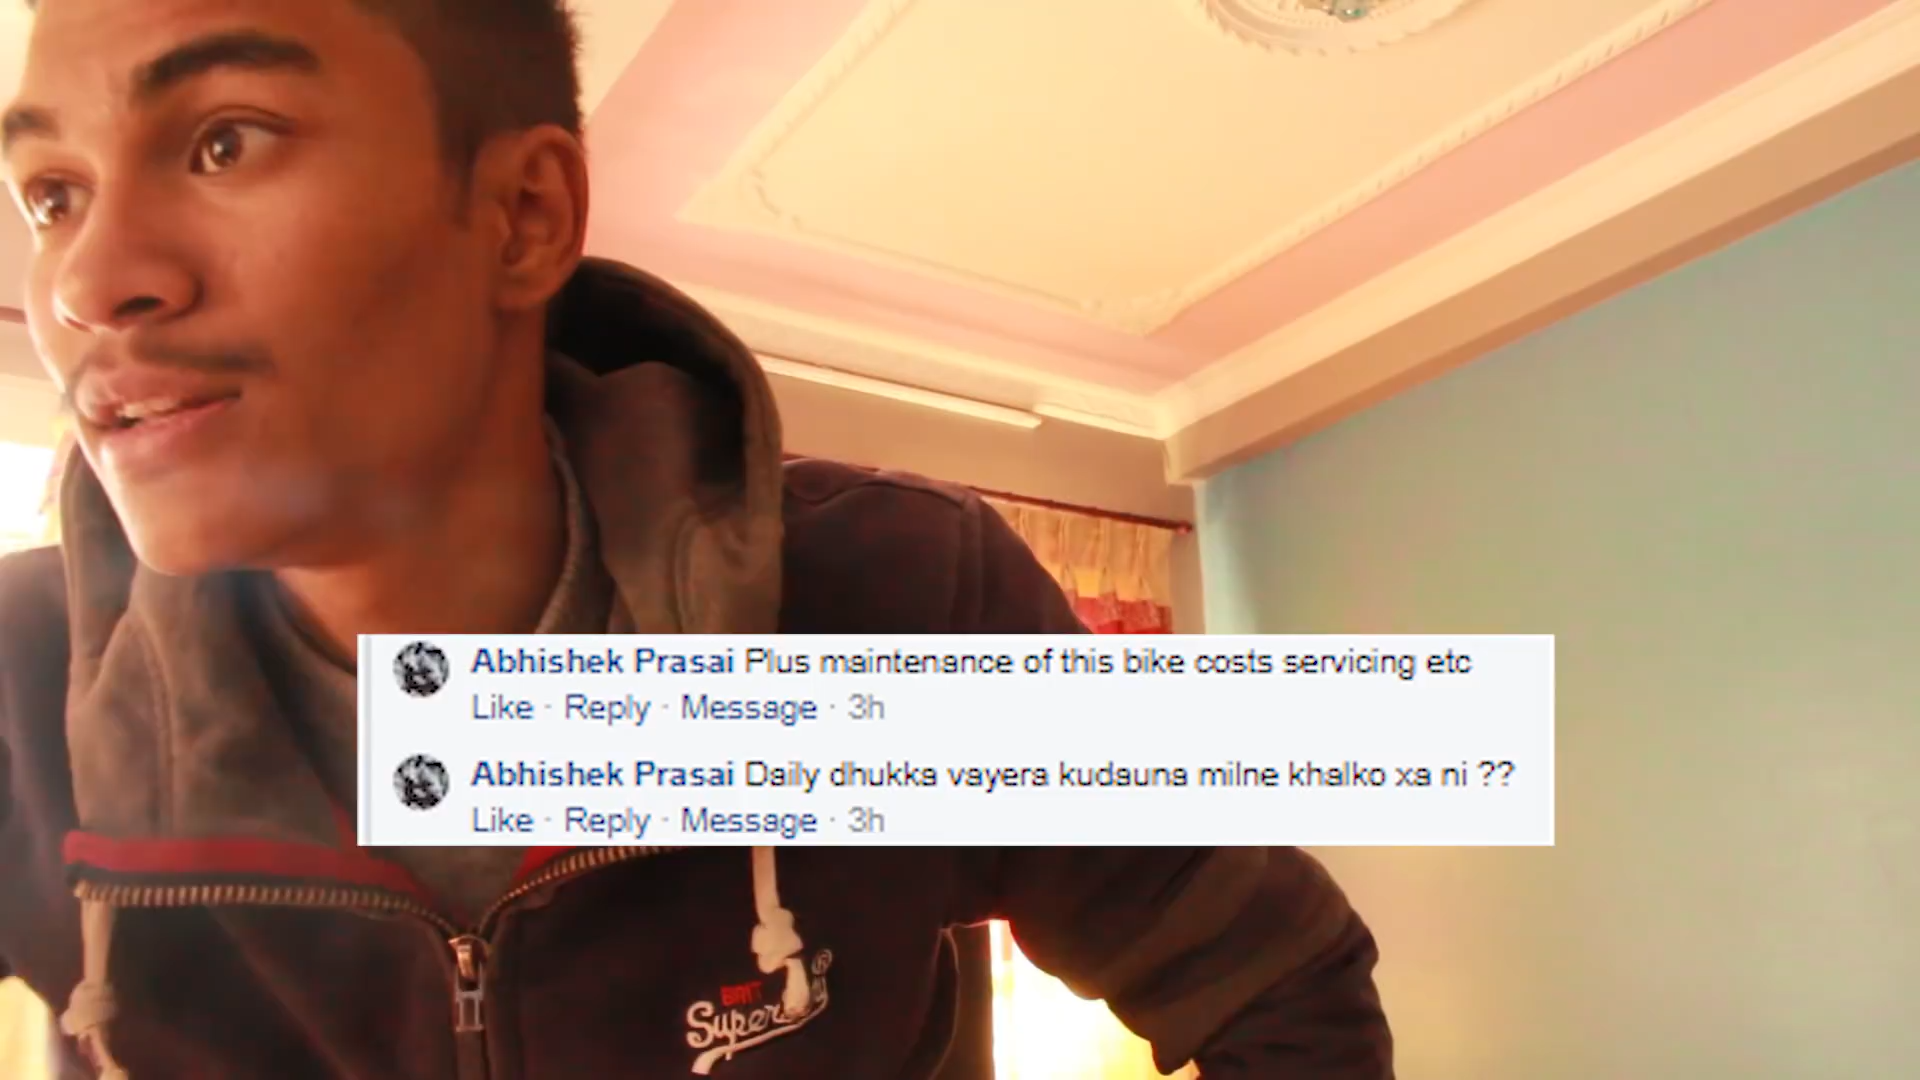 Abhishek Prasai Plus maintenance of this bike costs servicing etc
Like · Reply · Message · 3h
Abhishek Prasai Daily dhukka vayera kudauna milne khalko xa ni ??
Like · Reply · Message · 3h
®